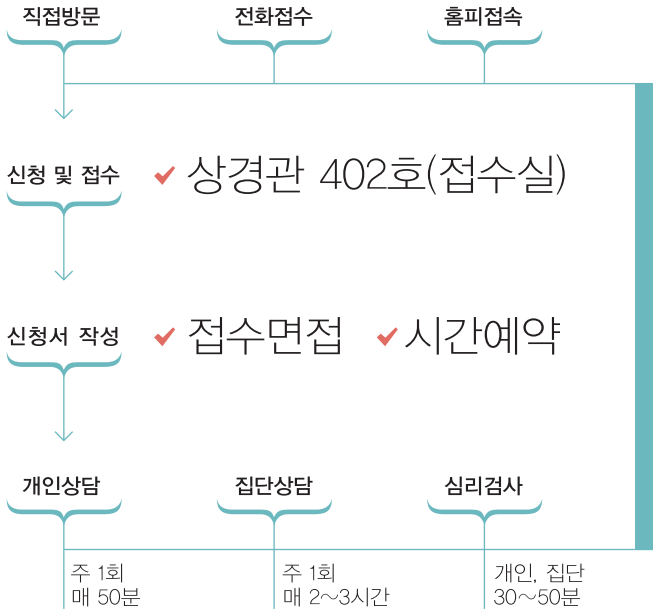 직접방문 전화접수 홈피접속
신청 및 접수 상경관 402호(접수실)
신청서 작성 접수면접 시간예약
개인상담 집단상담 심리검사
주 1회 주 1회 개인, 집단
매 50분 매 2~3시간 30~50분